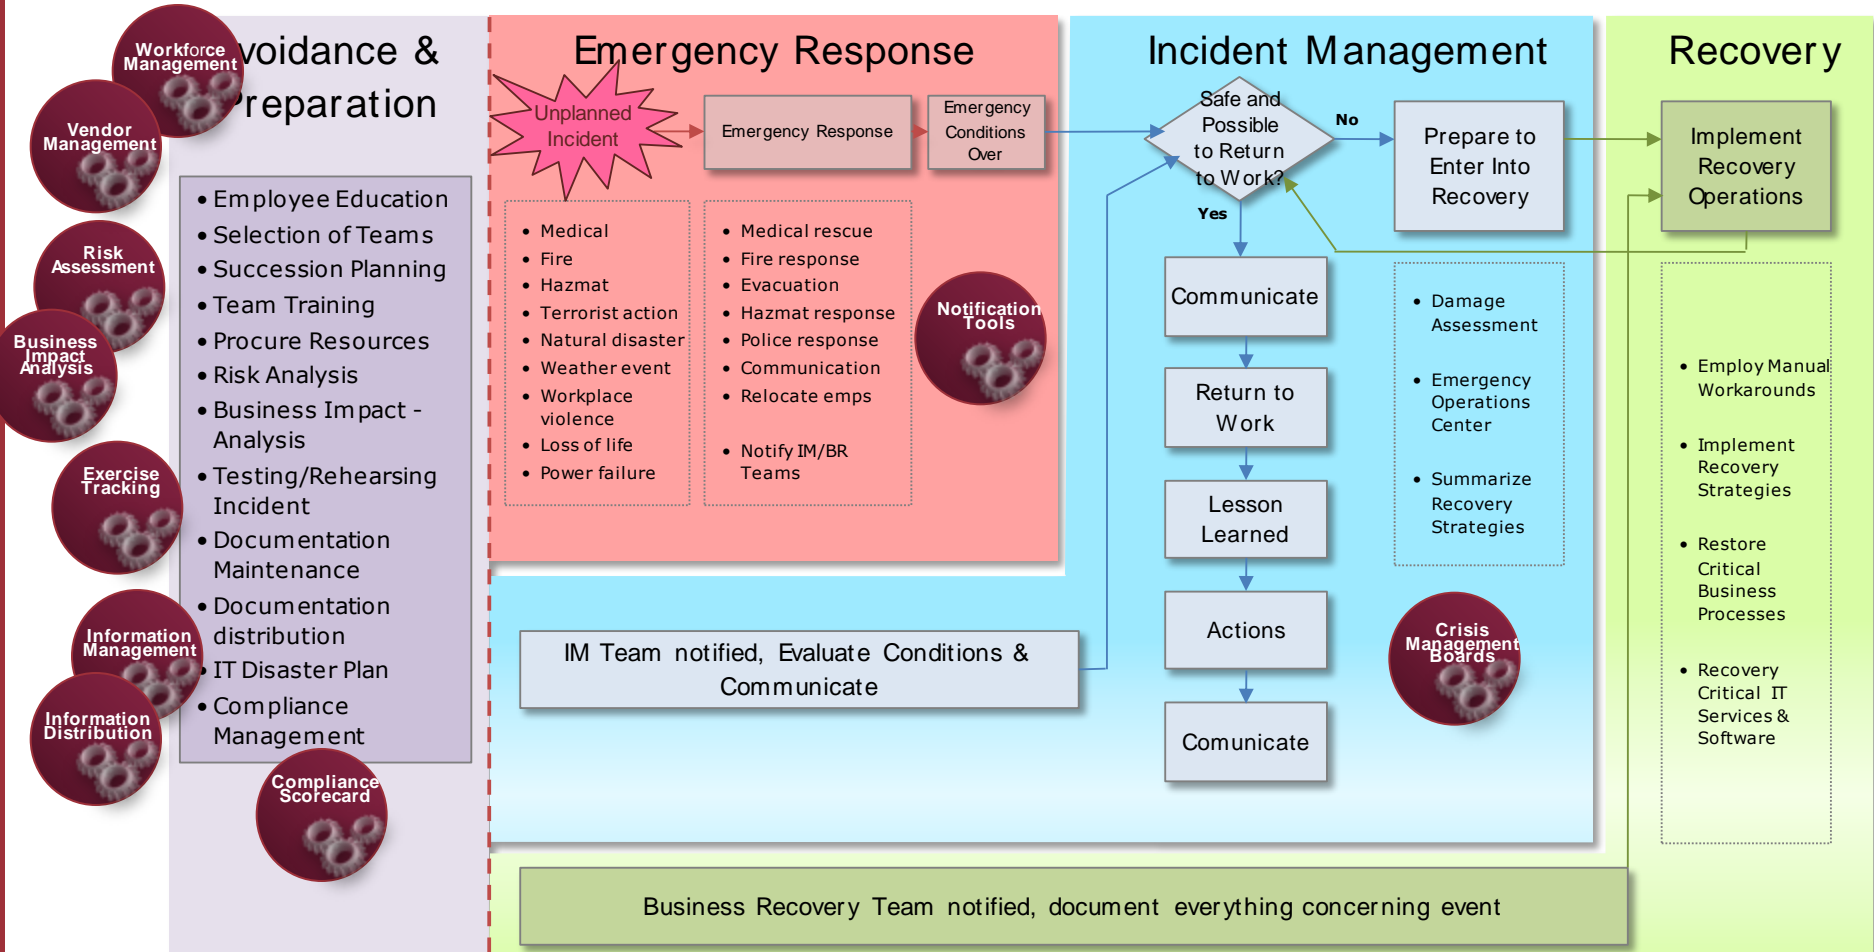 Workforce
Management
Vendor
Management
Risk
Assessment
Business
Impact
Analysis
Exercise
Tracking
Information
Management
Information
Distribution
Compliance
Scorecard
voidance &
reparation
• Employee Education
• Selection of Teams
• Succession Planning
• Team Training
• Procure Resources
• Risk Analysis
• Business Impact -
Analysis
• Testing/Rehearsing
Incident
• Documentation
Maintenance
• Documentation
distribution
• IT Disaster Plan
• Compliance
Management
Emergency Response
Unplanned
Incident
Emergency Response
Emergency
Conditions
Over
• Medical
• Fire
• Hazmat
• Terrorist action
• Natural disaster
• Weather event
• Workplace
violence
• Loss of life
• Power failure
• Medical rescue
• Fire response
• Evacuation
• Hazmat response
• Police response
• Communication
• Relocate emps
• Notify IM/BR
Teams
Notification
Tools
IM Team notified, Evaluate Conditions &
Communicate
Incident Management
Safe and
Possible
to Return
to Work?
No
Yes
Prepare to
Enter Into
Recovery
Communicate
Return to
Work
Lesson
Learned
Actions
Comunicate
• Damage
Assessment
• Emergency
Operations
Center
• Summarize
Recovery
Strategies
Crisis
Management
Boards
Recovery
Implement
Recovery
Operations
• Employ Manual
Workarounds
• Implement
Recovery
Strategies
• Restore
Critical
Business
Processes
• Recovery
Critical IT
Services &
Software
Business Recovery Team notified, document everything concerning event